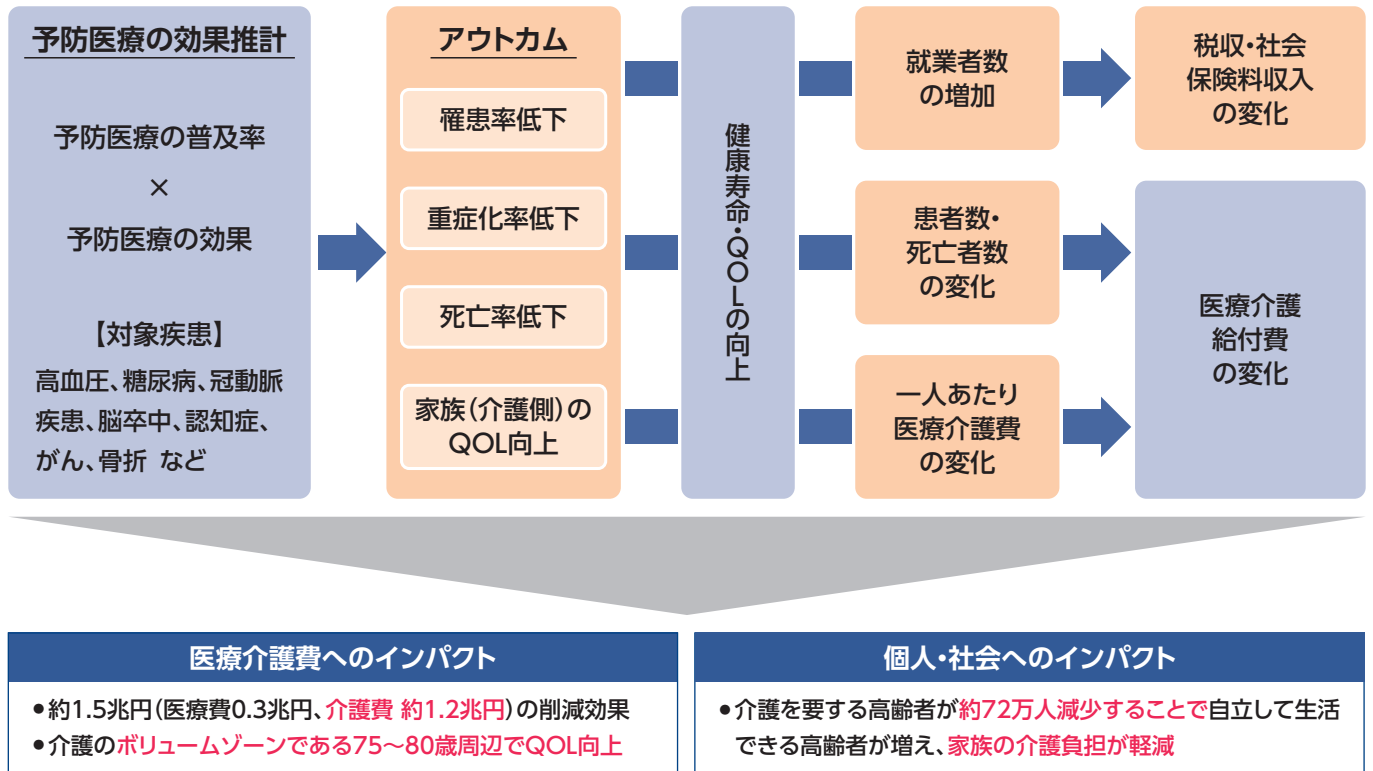 予防医療の効果推計
予防医療の普及率
×
予防医療の効果
【対象疾患】
高血圧、糖尿病、冠動脈
疾患、脳卒中、認知症、
がん、骨折 など
アウトカム
罹患率低下
重症化率低下
死亡率低下
家族（介護側）の
QOL向上
健康寿命・QOLの向上
就業者数
の増加
患者数・
死亡者数
の変化
一人あたり
医療介護費
の変化
税収・社会
保険料収入
の変化
医療介護
給付費
の変化
医療介護費へのインパクト
●約1.5兆円（医療費0.3兆円、介護費 約1.2兆円）の削減効果
●介護のボリュームゾーンである75～80歳周辺でQOL向上
個人・社会へのインパクト
●介護を要する高齢者が約72万人減少することで自立して生活
できる高齢者が増え、家族の介護負担が軽減